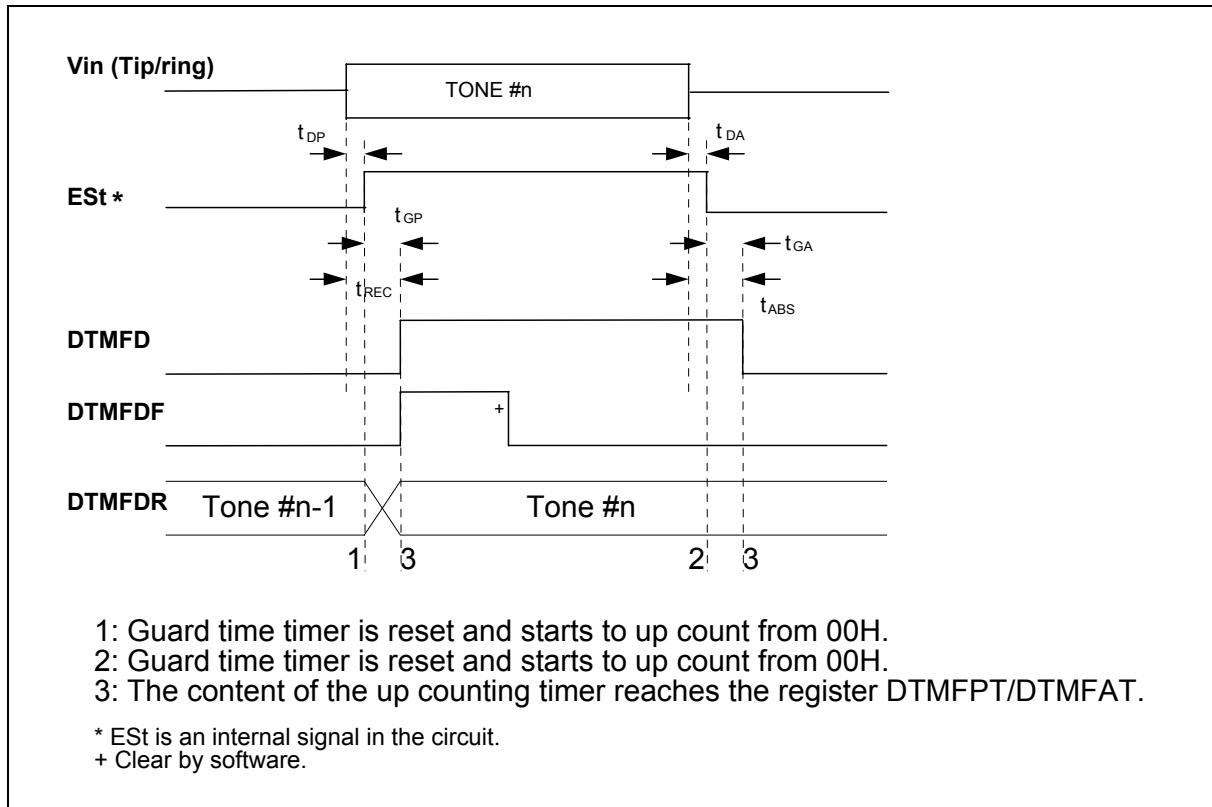 Vin (Tip/ring)
TONE #n
tDP
tDA
ESt *
tGP
tGA
tREC
tABS
DTMFD
DTMFDF
+
DTMFDR
Tone #n-1
Tone #n
1 3 2 3
1: Guard time timer is reset and starts to up count from 00H.
2: Guard time timer is reset and starts to up count from 00H.
3: The content of the up counting timer reaches the register DTMFPT/DTMFAT.
* ESt is an internal signal in the circuit.
+ Clear by software.